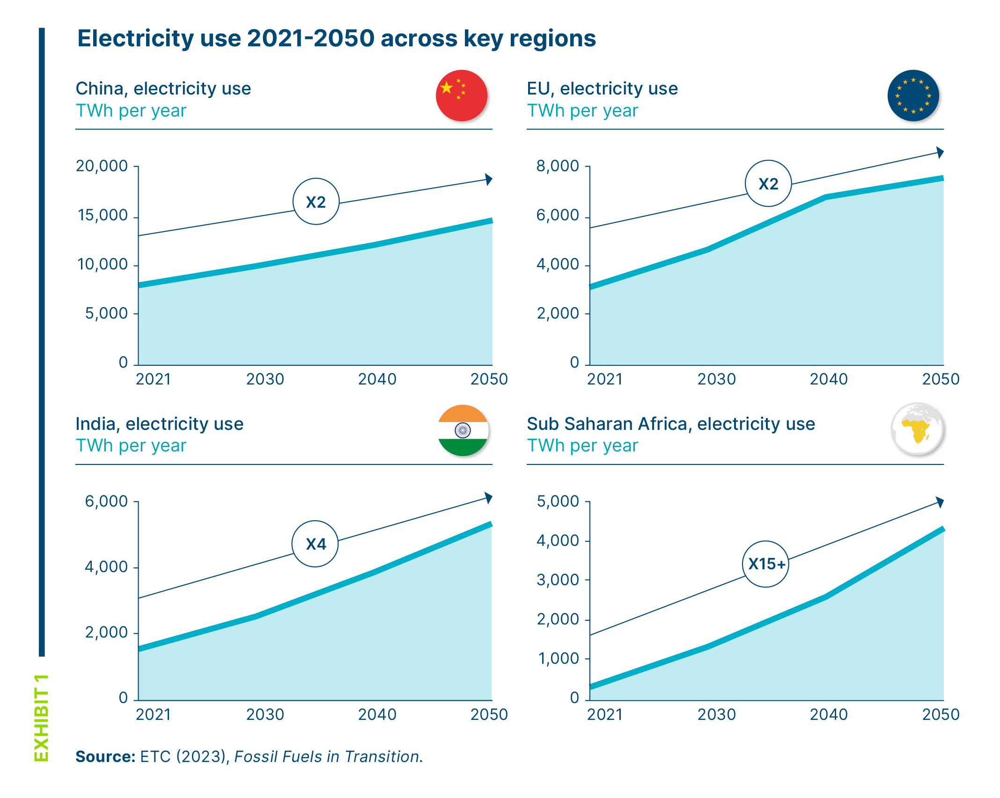 Electricity use 2021-2050 across key regions
China, electricity use
TWh per year
20,000
15,000
10,000
5,000
0
X2
2021 2030 2040 2050
EU, electricity use
TWh per year
8,000
6,000
4,000
2,000
0
X2
2021 2030 2040 2050
India, electricity use
TWh per year
6,000
4,000
2,000
0
X4
2021 2030 2040 2050
Sub Saharan Africa, electricity use
TWh per year
5,000
4,000
3,000
2,000
1,000
0
X15+
2021 2030 2040 2050
EXHIBIT 1
Source: ETC (2023), Fossil Fuels in Transition.